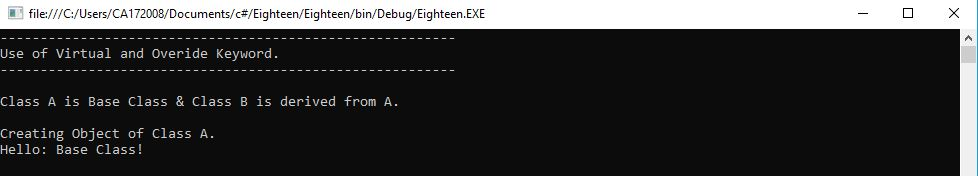 file:///C:/Users/CA172008/Documents/c#/Eighteen/Eighteen/bin/Debug/Eighteen.EXE
---------------------------------------------------------
Use of Virtual and Overide Keyword.
---------------------------------------------------------
Class A is Base Class & Class B is derived from A.
Creating Object of Class A.
Hello: Base Class!